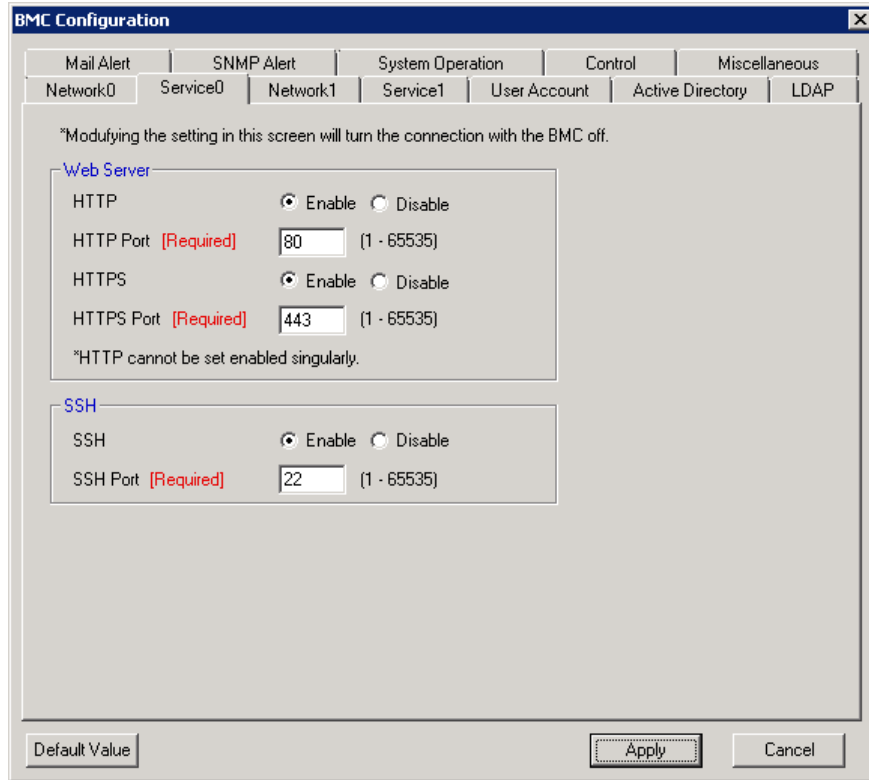 BMC Configuration
Mail Alert SNMP Alert System Operation Control Miscellaneous
Network0 Service0 Network1 Service1 User Account Active Directory LDAP
*Modufying the setting in this screen will turn the connection with the BMC off.
Web Server
HTTP Enable Disable
HTTP Port [Required] 80 (1 - 65535)
HTTPS Enable Disable
HTTPS Port [Required] 443 (1 - 65535)
*HTTP cannot be set enabled singularly.
SSH
SSH Enable Disable
SSH Port [Required] 22 (1 - 65535)
Default Value Apply Cancel